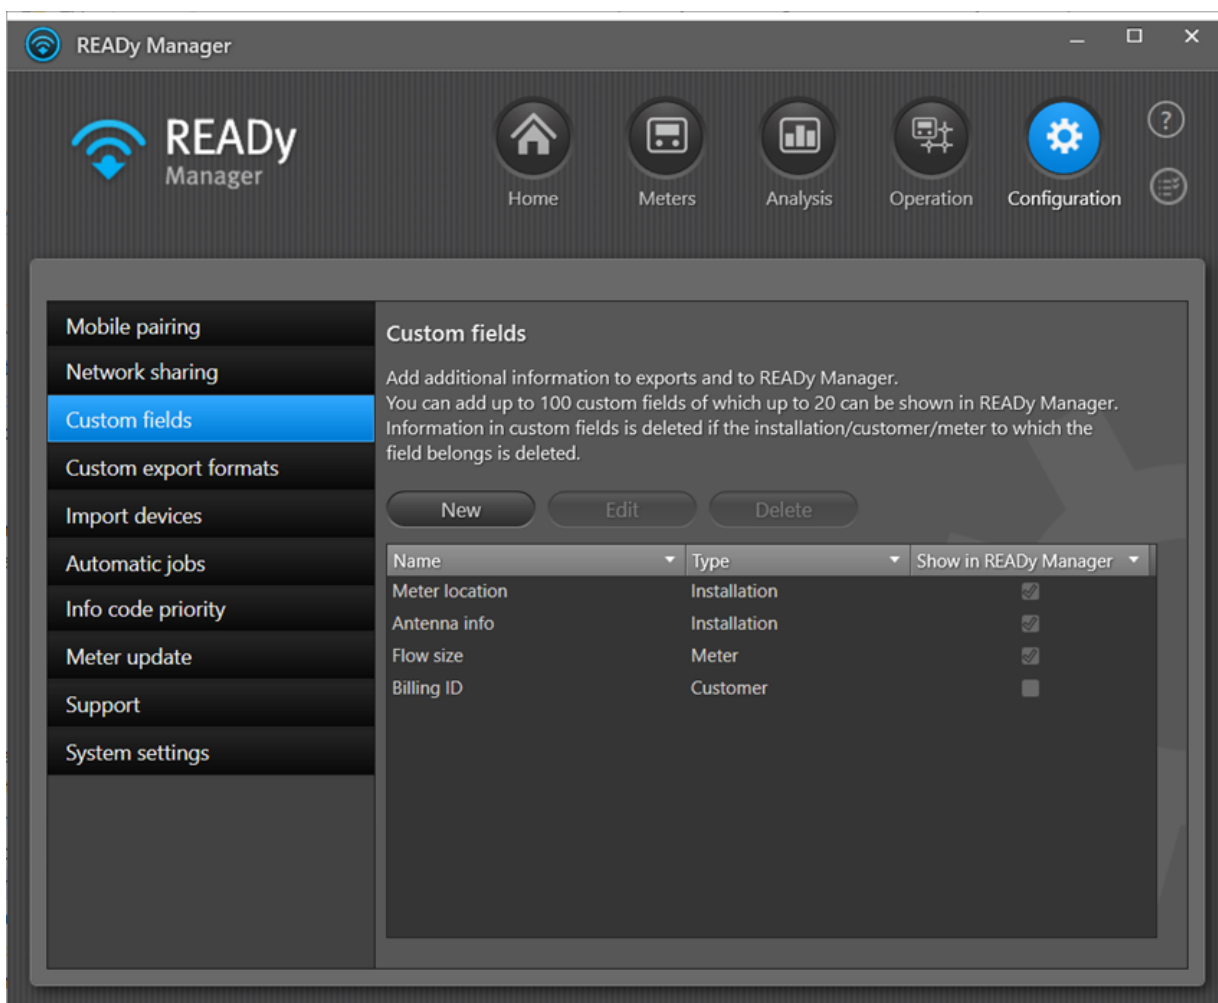 READy Manager
READy
Manager
Home
Meters
Analysis
Operation
Configuration
?
Mobile pairing
Network sharing
Custom fields
Custom export formats
Import devices
Automatic jobs
Info code priority
Meter update
Support
System settings
Custom fields
Add additional information to exports and to READy Manager.
You can add up to 100 custom fields of which up to 20 can be shown in READy Manager.
Information in custom fields is deleted if the installation/customer/meter to which the
field belongs is deleted.
New Edit Delete
Name Type Show in READy Manager
Meter location Installation
Antenna info Installation
Flow size Meter
Billing ID Customer